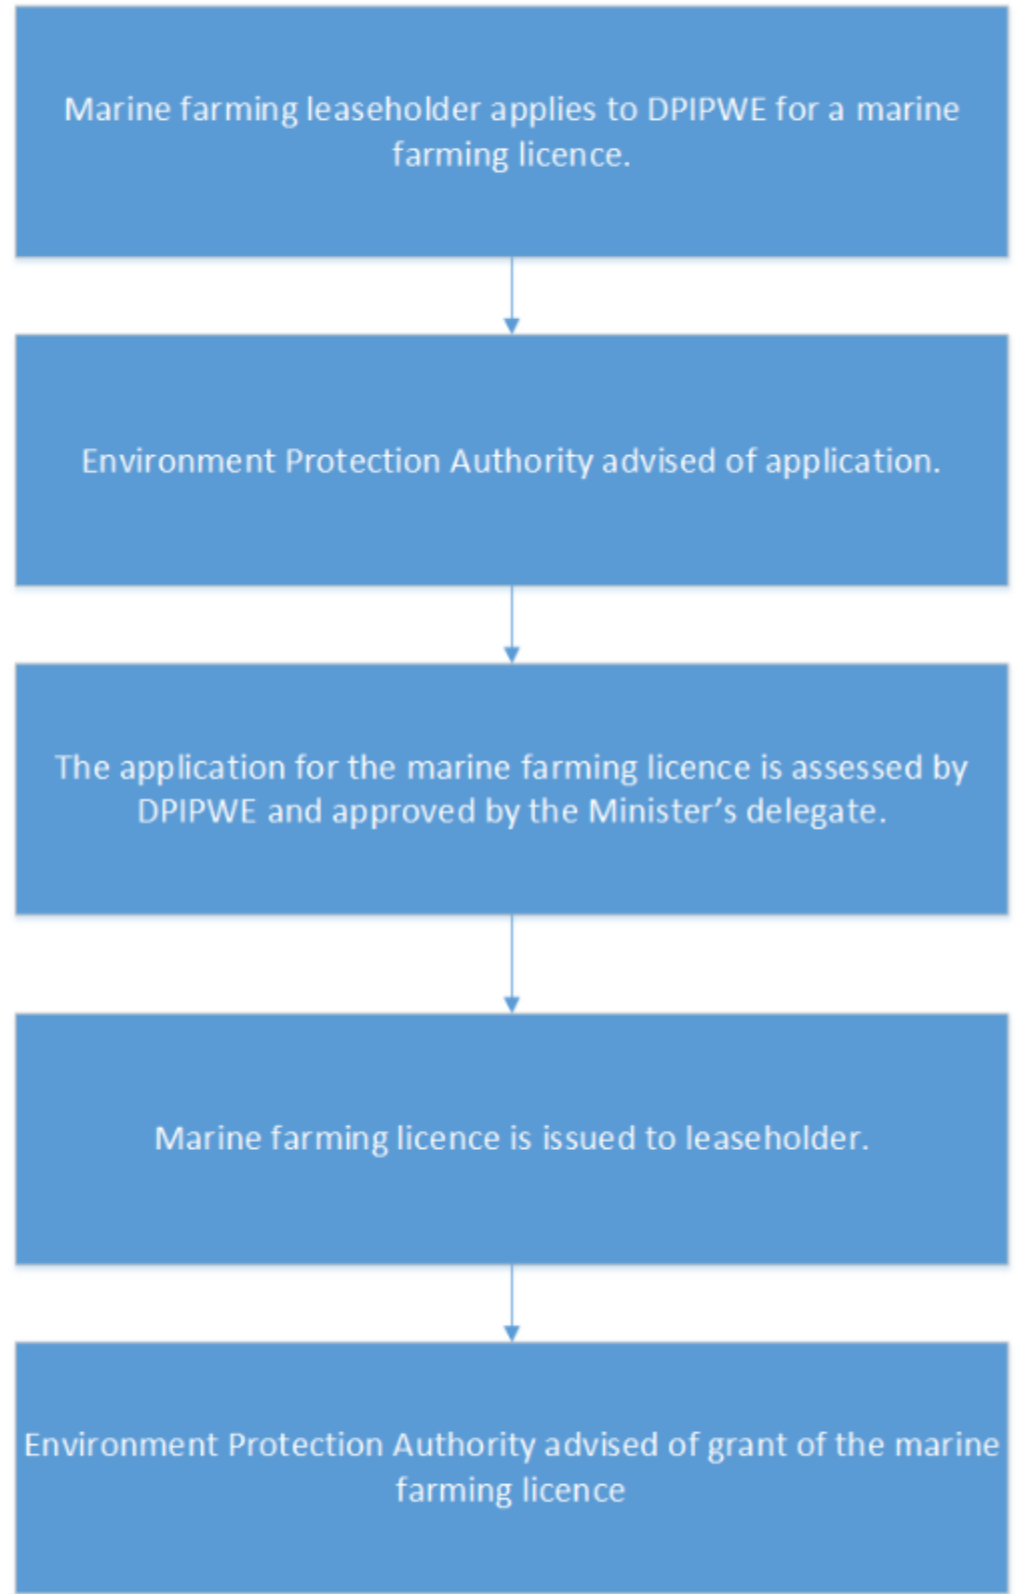 Marine farming leaseholder applies to DPIPWE for a marine
farming licence.
Environment Protection Authority advised of application.
The application for the marine farming licence is assessed by
DPIPWE and approved by the Minister’s delegate.
Marine farming licence is issued to leaseholder.
Environment Protection Authority advised of grant of the marine
farming licence